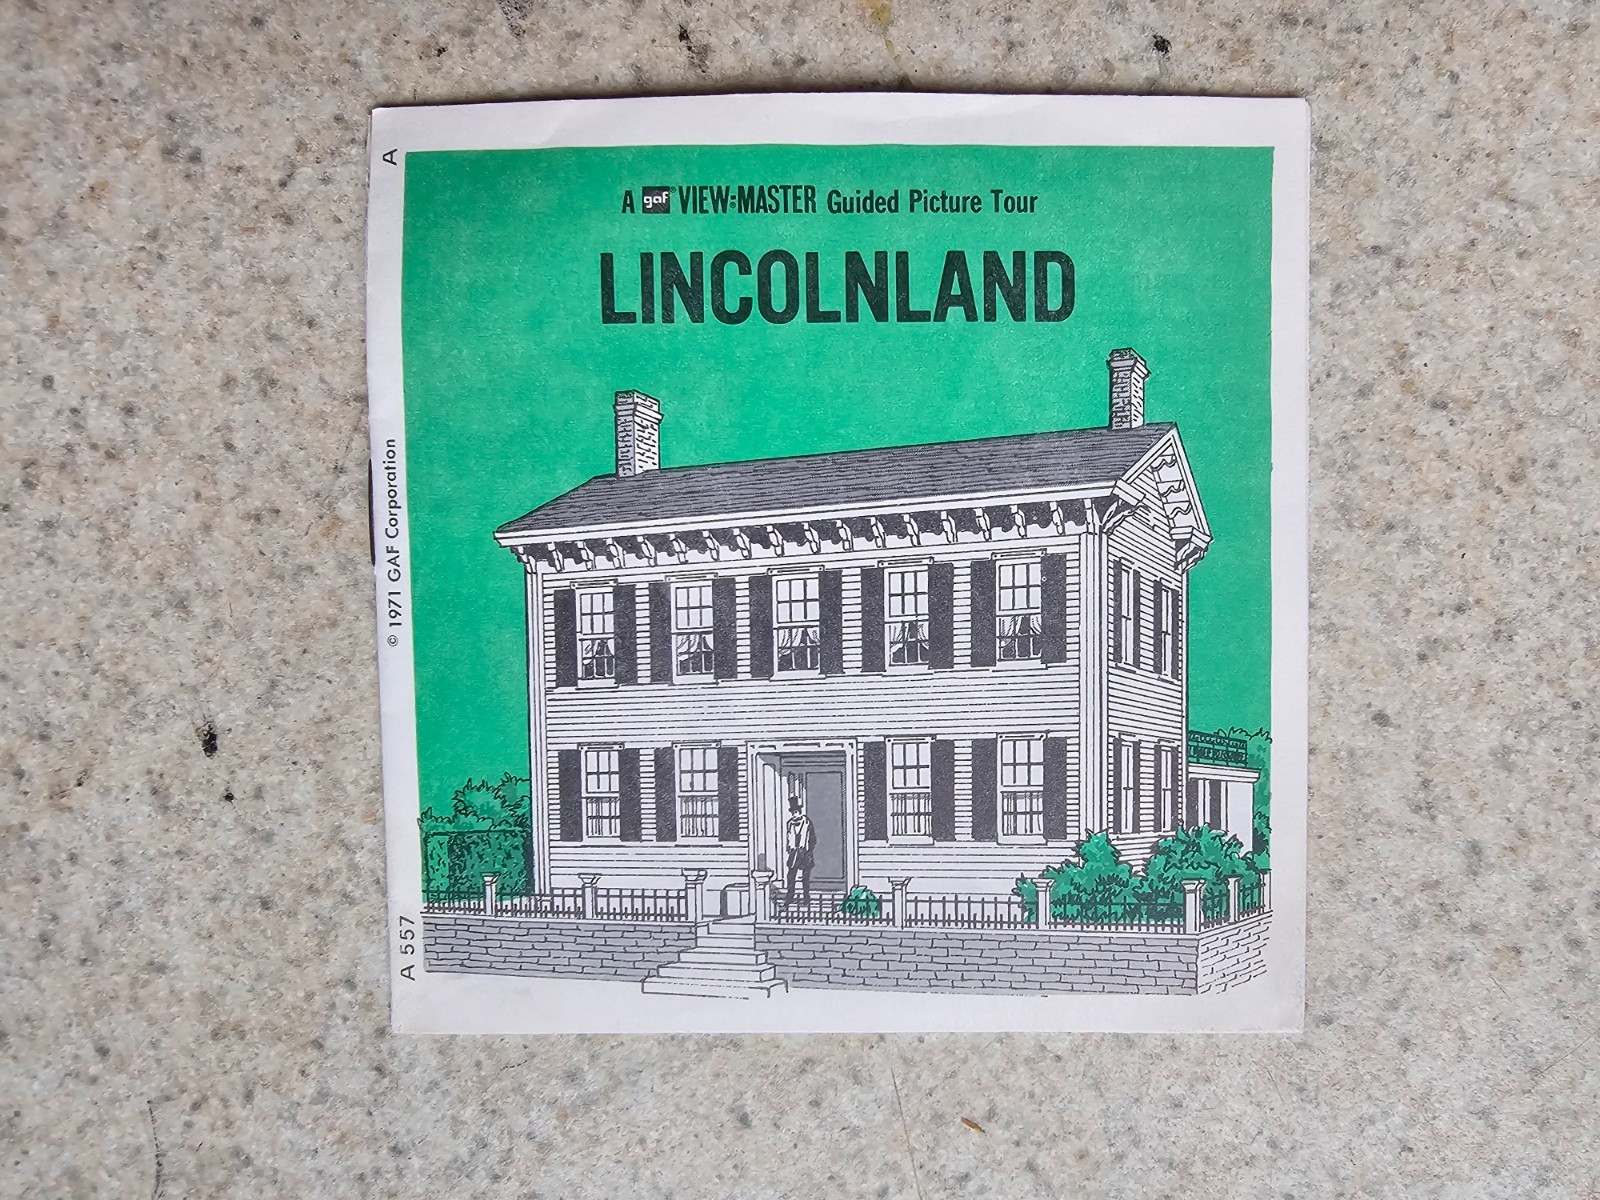 A gaf® VIEW-MASTER Guided Picture Tour
LINCOLNLAND
A
© 1971 GAF Corporation
A 557